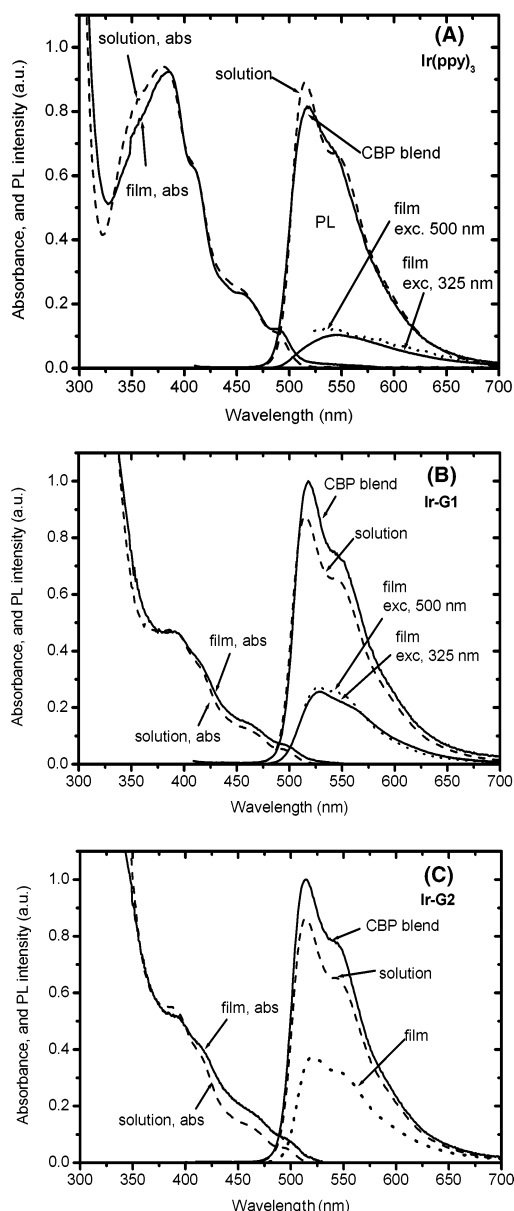 (A)
Ir(ppy)3
solution, abs
film, abs
solution
CBP blend
PL
film
exc. 500 nm
film
exc, 325 nm
Absorbance, and PL intensity (a.u.)
1.0
0.8
0.6
0.4
0.2
0.0
300 350 400 450 500 550 600 650 700
Wavelength (nm)
(B)
Ir-G1
CBP blend
solution
film
exc, 500 nm
film
exc, 325 nm
film, abs
solution, abs
Absorbance, and PL intensity (a.u.)
1.0
0.8
0.6
0.4
0.2
0.0
300 350 400 450 500 550 600 650 700
Wavelength (nm)
(C)
Ir-G2
CBP blend
solution
film, abs
film
solution, abs
Absorbance, and PL intensity (a.u.)
1.0
0.8
0.6
0.4
0.2
0.0
300 350 400 450 500 550 600 650 700
Wavelength (nm)